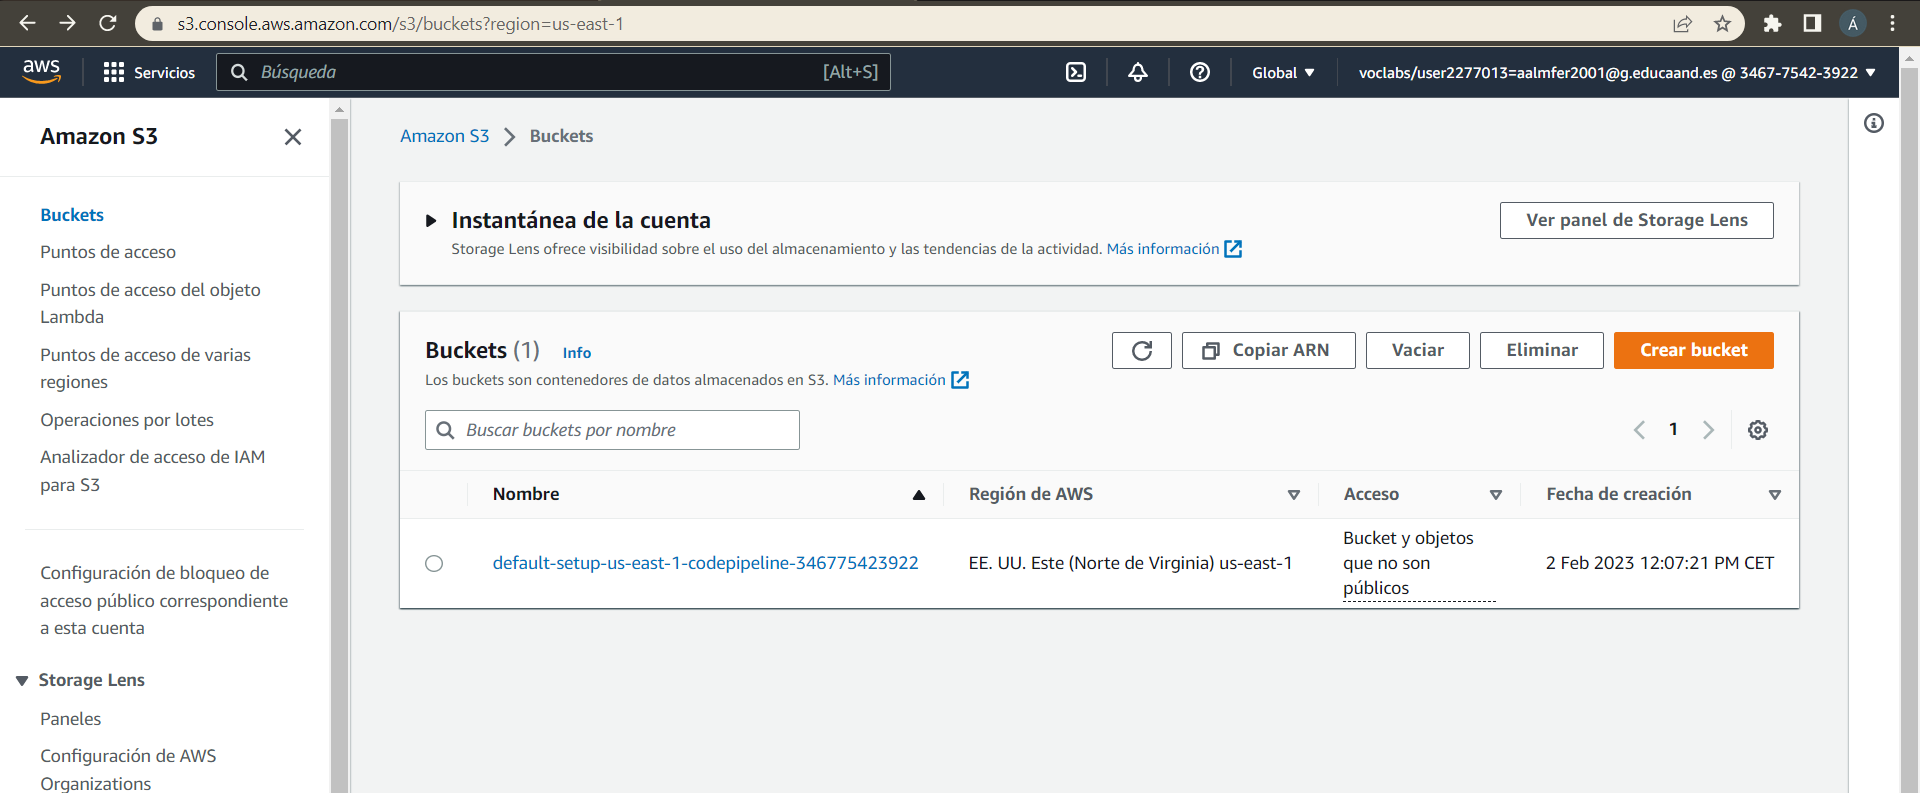 s3.console.aws.amazon.com/s3/buckets?region=us-east-1
Á
aws
Servicios
Búsqueda
[Alt+S]
Global
voclabs/user2277013=aalmfer2001@g.educaand.es @ 3467-7542-3922
Amazon S3
Buckets
Puntos de acceso
Puntos de acceso del objeto
Lambda
Puntos de acceso de varias
regiones
Operaciones por lotes
Analizador de acceso de IAM
para S3
Configuración de bloqueo de
acceso público correspondiente
a esta cuenta
Storage Lens
Paneles
Configuración de AWS
Organizations
Amazon S3
Buckets
Instantánea de la cuenta
Storage Lens ofrece visibilidad sobre el uso del almacenamiento y las tendencias de la actividad. Más información
Ver panel de Storage Lens
Buckets (1) Info
Los buckets son contenedores de datos almacenados en S3. Más información
Copiar ARN
Vaciar
Eliminar
Crear bucket
Buscar buckets por nombre
1
Nombre
Región de AWS
Acceso
Fecha de creación
default-setup-us-east-1-codepipeline-346775423922
EE. UU. Este (Norte de Virginia) us-east-1
Bucket y objetos
que no son
públicos
2 Feb 2023 12:07:21 PM CET